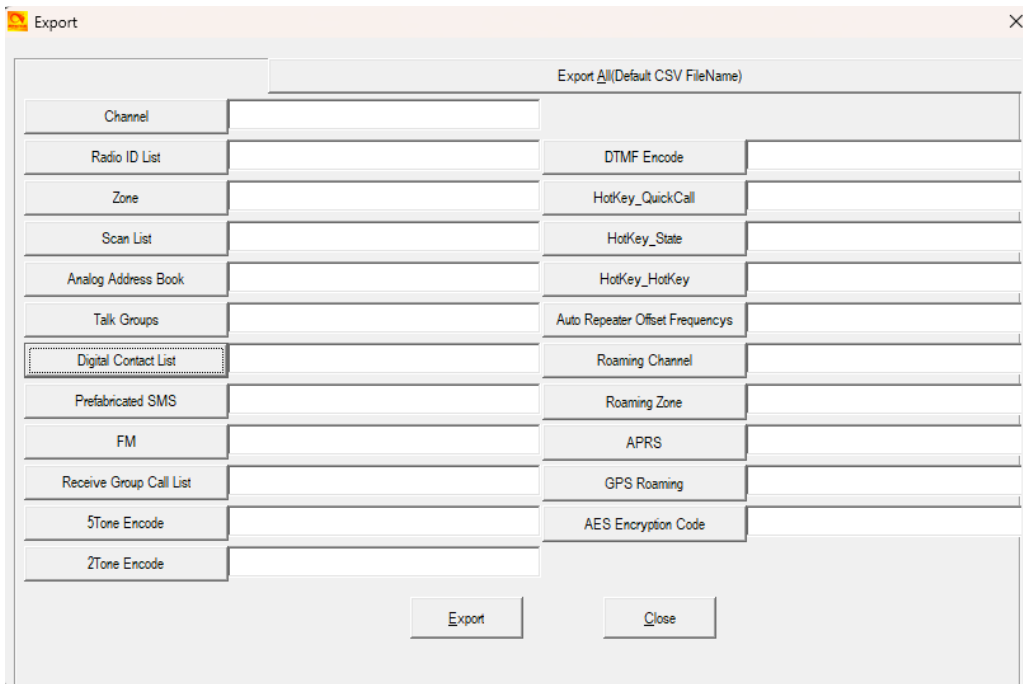 Export
Export All(Default CSV FileName)
Channel
Radio ID List
DTMF Encode
Zone
HotKey_QuickCall
Scan List
HotKey_State
Analog Address Book
HotKey_HotKey
Talk Groups
Auto Repeater Offset Frequencys
Digital Contact List
Roaming Channel
Prefabricated SMS
Roaming Zone
FM
APRS
Receive Group Call List
GPS Roaming
5Tone Encode
AES Encryption Code
2Tone Encode
Export
Close